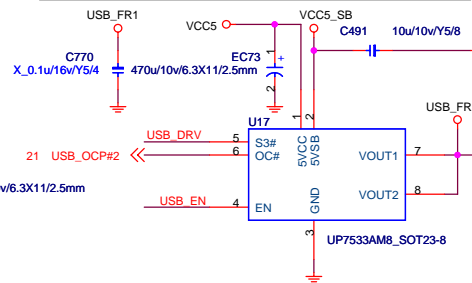 USB_FR1
VCC5
VCC5_SB
C491
10u/10v/Y5/8
C770
X_0.1u/16v/Y5/4
EC73
+
470u/10v/6.3X11/2.5mm
1
2
1
2
USB_FR
U17
USB_DRV
5
S3#
5VCC
5VSB
21
USB_OCP#2
6
OC#
VOUT1
7
v/6.3X11/2.5mm
VOUT2
8
USB_EN
4
EN
GND
3
UP7533AM8_SOT23-8